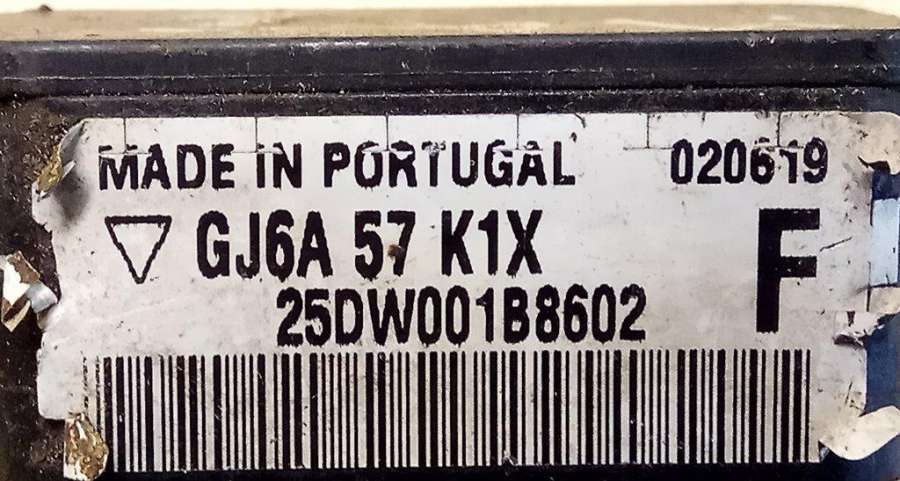 MADE IN PORTUGAL 020619
GJ6A 57 K1X F
25DW001B8602